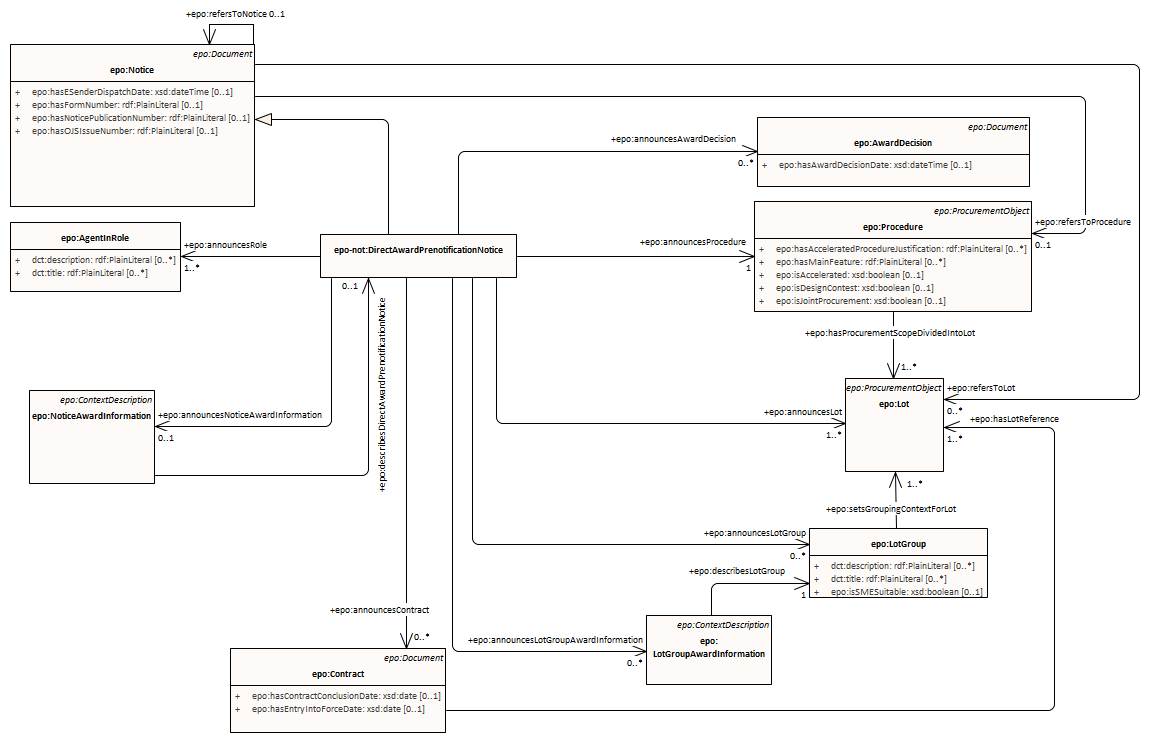 +epo:refersToNotice 0..1
epo:Document
epo:Notice
+ epo:hasESenderDispatchDate: xsd:dateTime [0..1]
+ epo:hasFormNumber: rdf:PlainLiteral [0..1]
+ epo:hasNoticePublicationNumber: rdf:PlainLiteral [0..1]
+ epo:hasOJSIssueNumber: rdf:PlainLiteral [0..1]
+epo:announcesAwardDecision
0..*
epo:Document
epo:AwardDecision
+ epo:hasAwardDecisionDate: xsd:dateTime [0..1]
epo:AgentInRole
+ dct:description: rdf:PlainLiteral [0..*]
+ dct:title: rdf:PlainLiteral [0..*]
+epo:announcesRole
1..*
epo-not:DirectAwardPrenotificationNotice
+epo:announcesProcedure
1
epo:ProcurementObject
epo:Procedure
+ epo:hasAcceleratedProcedureJustification: rdf:PlainLiteral [0..*]
+ epo:hasMainFeature: rdf:PlainLiteral [0..*]
+ epo:isAccelerated: xsd:boolean [0..1]
+ epo:isDesignContest: xsd:boolean [0..1]
+ epo:isJointProcurement: xsd:boolean [0..1]
+epo:refersToProcedure
0..1
0..1
+epo:describesDirectAwardPrenotificationNotice
+epo:hasProcurementScopeDividedIntoLot
1..*
epo:ContextDescription
epo:NoticeAwardInformation
+epo:announcesNoticeAwardInformation
0..1
+epo:announcesLot
1..*
epo:ProcurementObject
epo:Lot
+epo:refersToLot
0..*
+epo:hasLotReference
1..*
1..*
+epo:setsGroupingContextForLot
+epo:announcesLotGroup
0..*
epo:LotGroup
+ dct:description: rdf:PlainLiteral [0..*]
+ dct:title: rdf:PlainLiteral [0..*]
+ epo:isSMESuitable: xsd:boolean [0..1]
+epo:describesLotGroup
1
+epo:announcesContract
0..*
+epo:announcesLotGroupAwardInformation
0..*
epo:ContextDescription
epo:
LotGroupAwardInformation
epo:Document
epo:Contract
+ epo:hasContractConclusionDate: xsd:date [0..1]
+ epo:hasEntryIntoForceDate: xsd:date [0..1]